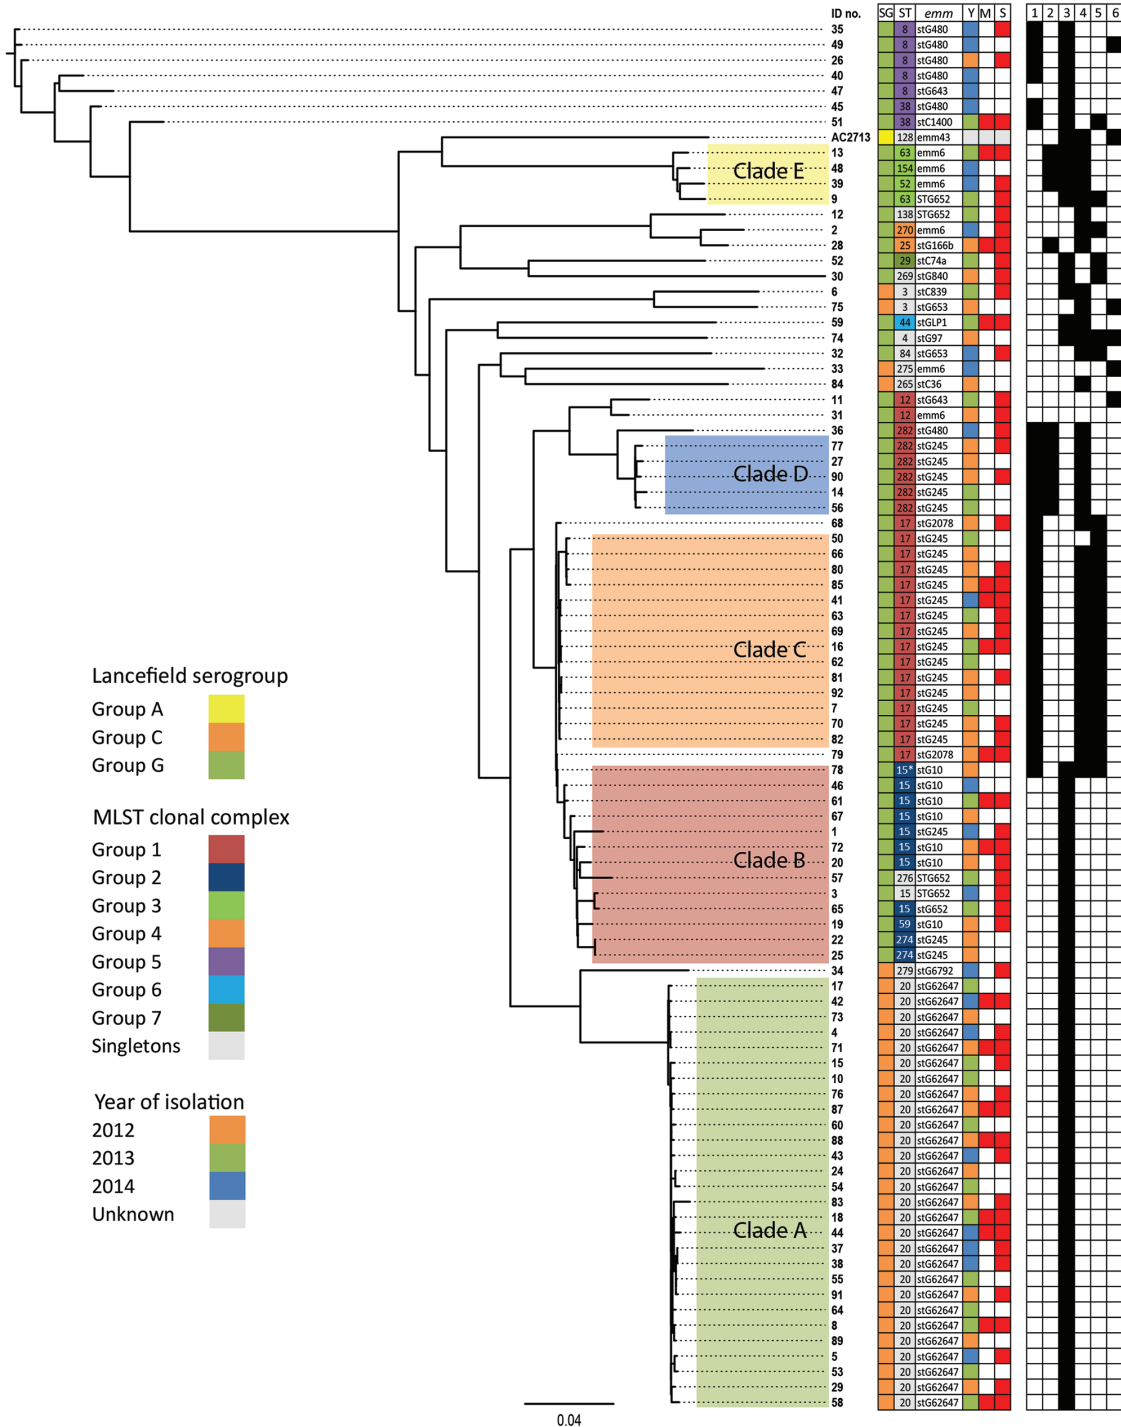 ID no. SG ST emm Y M S 1 2 3 4 5 6
35 8 stG480
49 8 stG480
26 8 stG480
40 8 stG480
47 8 stG643
45 38 stG480
51 38 stC1400
AC2713 128 emm43
13 63 emm6
Clade E
48 154 emm6
39 52 emm6
9 63 STG652
12 138 STG652
2 270 emm6
28 25 stG166b
52 29 stC74a
30 269 stG840
6 3 stC839
75 3 stG653
59 44 stGLP1
74 4 stG97
32 84 stG653
33 275 emm6
84 265 stC36
11 12 stG643
31 12 emm6
36 282 stG480
77 282 stG245
27 282 stG245
Clade D
90 282 stG245
14 282 stG245
56 282 stG245
68 17 stG2078
50 17 stG245
66 17 stG245
80 17 stG245
85 17 stG245
41 17 stG245
63 17 stG245
69 17 stG245
Clade C
16 17 stG245
62 17 stG245
81 17 stG245
92 17 stG245
7 17 stG245
70 17 stG245
82 17 stG245
79 17 stG2078
78 15* stG10
46 15 stG10
61 15 stG10
67 15 stG10
1 15 stG245
72 15 stG10
Clade B
20 15 stG10
57 276 STG652
3 15 STG652
65 15 stG652
19 59 stG10
22 274 stG245
25 274 stG245
34 279 stG6792
17 20 stG62647
42 20 stG62647
73 20 stG62647
4 20 stG62647
71 20 stG62647
15 20 stG62647
10 20 stG62647
76 20 stG62647
87 20 stG62647
60 20 stG62647
88 20 stG62647
43 20 stG62647
24 20 stG62647
54 20 stG62647
83 20 stG62647
18 20 stG62647
Clade A
44 20 stG62647
37 20 stG62647
38 20 stG62647
55 20 stG62647
91 20 stG62647
64 20 stG62647
8 20 stG62647
89 20 stG62647
5 20 stG62647
53 20 stG62647
29 20 stG62647
58 20 stG62647
Lancefield serogroup
Group A
Group C
Group G
MLST clonal complex
Group 1
Group 2
Group 3
Group 4
Group 5
Group 6
Group 7
Singletons
Year of isolation
2012
2013
2014
Unknown
0.04